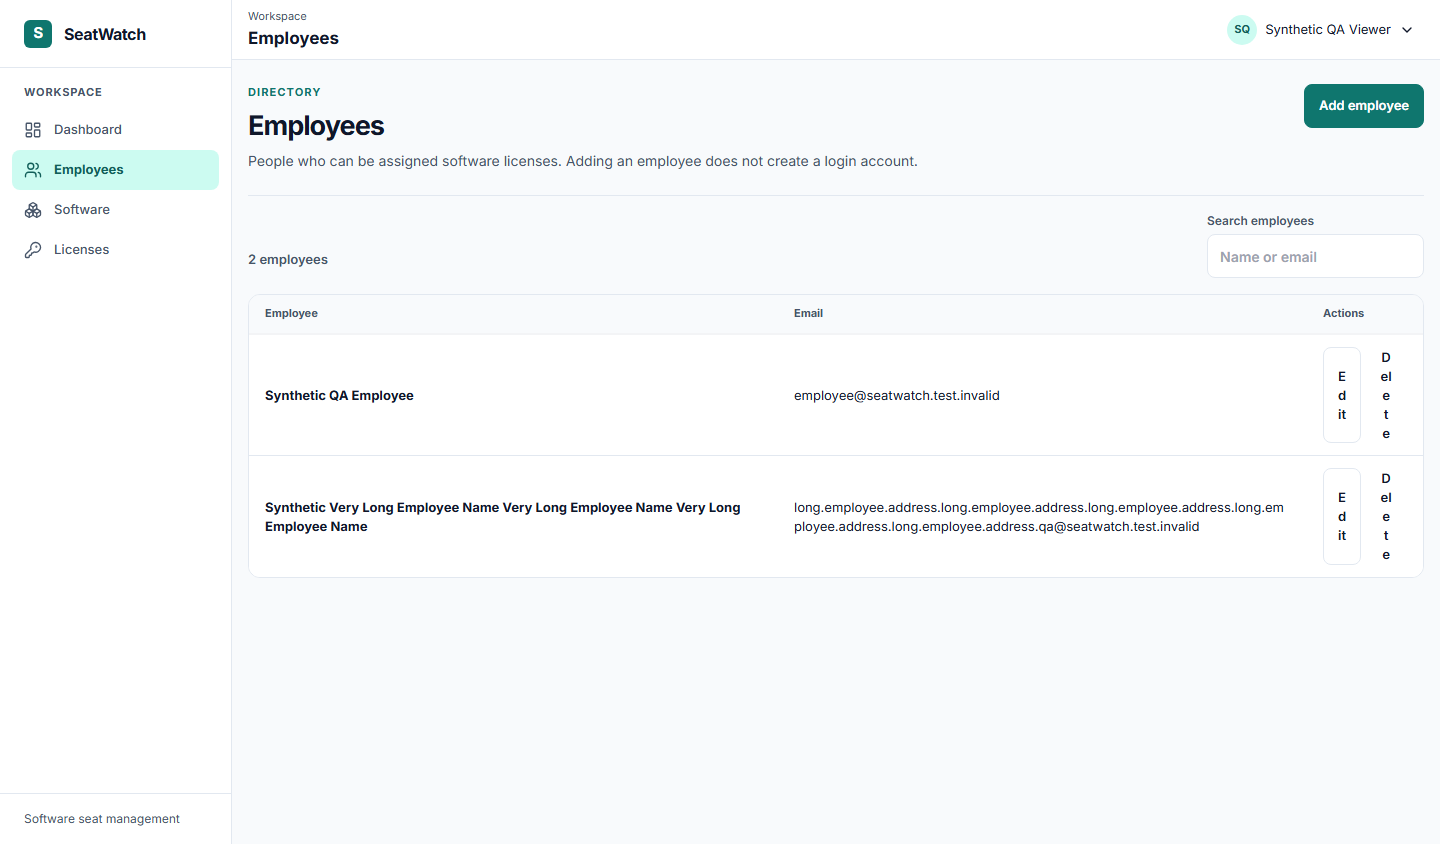 S SeatWatch
WORKSPACE
Dashboard
Employees
Software
Licenses
Software seat management
Workspace
Employees
SQ Synthetic QA Viewer
DIRECTORY
Employees
People who can be assigned software licenses. Adding an employee does not create a login account.
Add employee
2 employees
Search employees
Name or email
Employee Email Actions
Synthetic QA Employee employee@seatwatch.test.invalid
E
d
it
D
el
e
t
e
Synthetic Very Long Employee Name Very Long Employee Name Very Long
Employee Name
long.employee.address.long.employee.address.long.employee.address.long.em
ployee.address.long.employee.address.qa@seatwatch.test.invalid
E
d
it
D
el
e
t
e